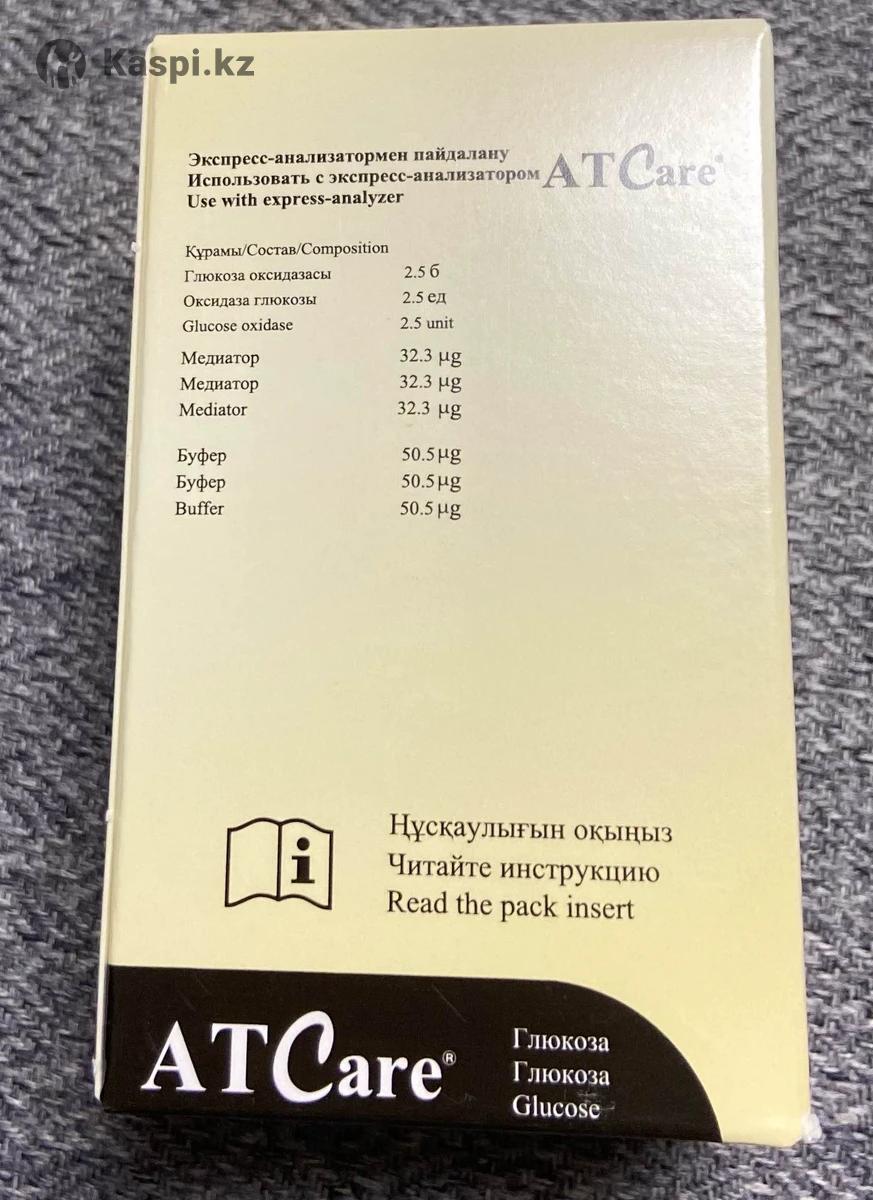 Kaspi.kz
Экспресс-анализатормен пайдалану
Использовать с экспресс-анализатором ATCare®
Use with express-analyzer
Құрамы/Состав/Composition
Глюкоза оксидазасы 2.5 б
Оксидаза глюкозы 2.5 ед
Glucose oxidase 2.5 unit
Медиатор 32.3 μg
Медиатор 32.3 μg
Mediator 32.3 μg
Буфер 50.5 μg
Буфер 50.5 μg
Buffer 50.5 μg
Нұсқаулығын оқыңыз
Читайте инструкцию
Read the pack insert
ATCare®
Глюкоза
Глюкоза
Glucose